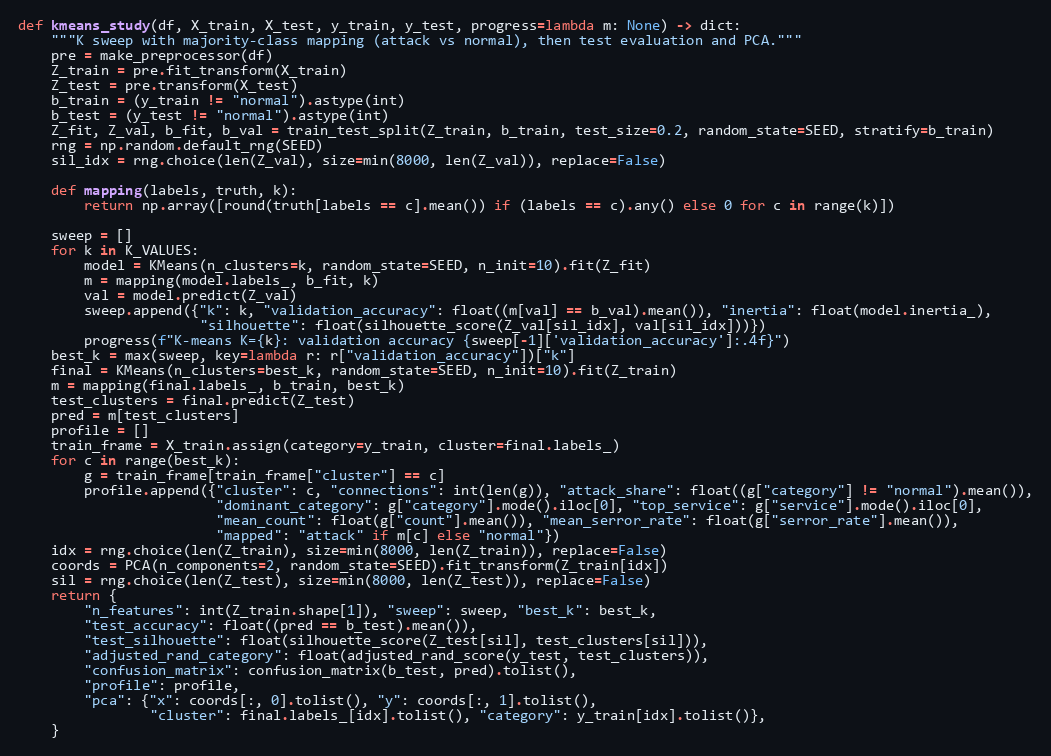 def kmeans_study(df, X_train, X_test, y_train, y_test, progress=lambda m: None) -> dict:
    """K sweep with majority-class mapping (attack vs normal), then test evaluation and PCA."""
    pre = make_preprocessor(df)
    Z_train = pre.fit_transform(X_train)
    Z_test = pre.transform(X_test)
    b_train = (y_train != "normal").astype(int)
    b_test = (y_test != "normal").astype(int)
    Z_fit, Z_val, b_fit, b_val = train_test_split(Z_train, b_train, test_size=0.2, random_state=SEED, stratify=b_train)
    rng = np.random.default_rng(SEED)
    sil_idx = rng.choice(len(Z_val), size=min(8000, len(Z_val)), replace=False)

    def mapping(labels, truth, k):
        return np.array([round(truth[labels == c].mean()) if (labels == c).any() else 0 for c in range(k)])

    sweep = []
    for k in K_VALUES:
        model = KMeans(n_clusters=k, random_state=SEED, n_init=10).fit(Z_fit)
        m = mapping(model.labels_, b_fit, k)
        val = model.predict(Z_val)
        sweep.append({"k": k, "validation_accuracy": float((m[val] == b_val).mean()), "inertia": float(model.inertia_),
                      "silhouette": float(silhouette_score(Z_val[sil_idx], val[sil_idx]))})
        progress(f"K-means K={k}: validation accuracy {sweep[-1]['validation_accuracy']:.4f}")
    best_k = max(sweep, key=lambda r: r["validation_accuracy"])["k"]
    final = KMeans(n_clusters=best_k, random_state=SEED, n_init=10).fit(Z_train)
    m = mapping(final.labels_, b_train, best_k)
    test_clusters = final.predict(Z_test)
    pred = m[test_clusters]
    profile = []
    train_frame = X_train.assign(category=y_train, cluster=final.labels_)
    for c in range(best_k):
        g = train_frame[train_frame["cluster"] == c]
        profile.append({"cluster": c, "connections": int(len(g)), "attack_share": float((g["category"] != "normal").mean()),
                        "dominant_category": g["category"].mode().iloc[0], "top_service": g["service"].mode().iloc[0],
                        "mean_count": float(g["count"].mean()), "mean_serror_rate": float(g["serror_rate"].mean()),
                        "mapped": "attack" if m[c] else "normal"})
    idx = rng.choice(len(Z_train), size=min(8000, len(Z_train)), replace=False)
    coords = PCA(n_components=2, random_state=SEED).fit_transform(Z_train[idx])
    sil = rng.choice(len(Z_test), size=min(8000, len(Z_test)), replace=False)
    return {
        "n_features": int(Z_train.shape[1]), "sweep": sweep, "best_k": best_k,
        "test_accuracy": float((pred == b_test).mean()),
        "test_silhouette": float(silhouette_score(Z_test[sil], test_clusters[sil])),
        "adjusted_rand_category": float(adjusted_rand_score(y_test, test_clusters)),
        "confusion_matrix": confusion_matrix(b_test, pred).tolist(),
        "profile": profile,
        "pca": {"x": coords[:, 0].tolist(), "y": coords[:, 1].tolist(),
                "cluster": final.labels_[idx].tolist(), "category": y_train[idx].tolist()},
    }